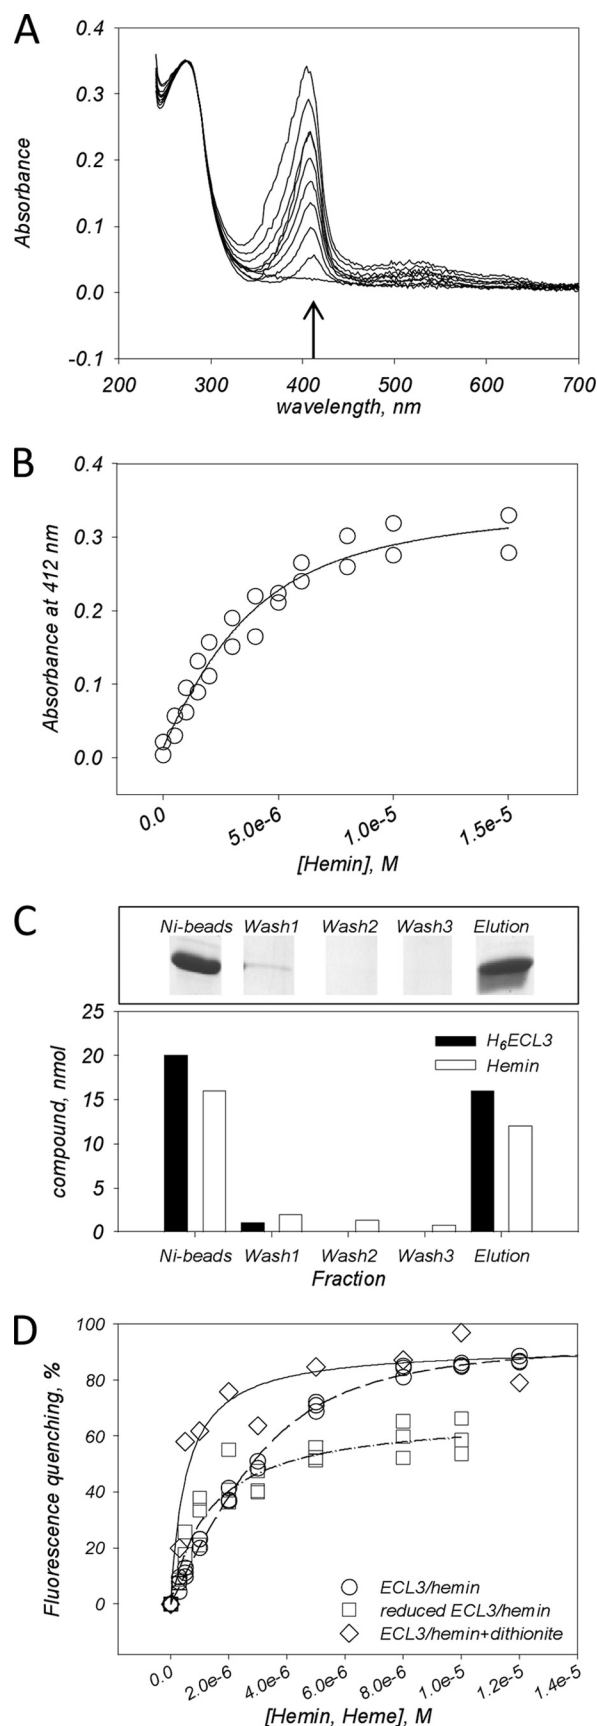 A
0.4
0.3
0.2
0.1
0.0
-0.1
Absorbance
200 300 400 500 600 700
wavelength, nm
B
0.4
0.3
0.2
0.1
0.0
Absorbance at 412 nm
0.0 5.0e-6 1.0e-5 1.5e-5
[Hemin], M
C
Ni-beads Wash1 Wash2 Wash3 Elution
25
20
15
10
5
0
compound, nmol
H6ECL3
Hemin
Ni-beads Wash1 Wash2 Wash3 Elution
Fraction
D
100
80
60
40
20
0
Fluorescence quenching, %
ECL3/hemin
reduced ECL3/hemin
ECL3/hemin+dithionite
0.0 2.0e-6 4.0e-6 6.0e-6 8.0e-6 1.0e-5 1.2e-5 1.4e-5
[Hemin, Heme], M